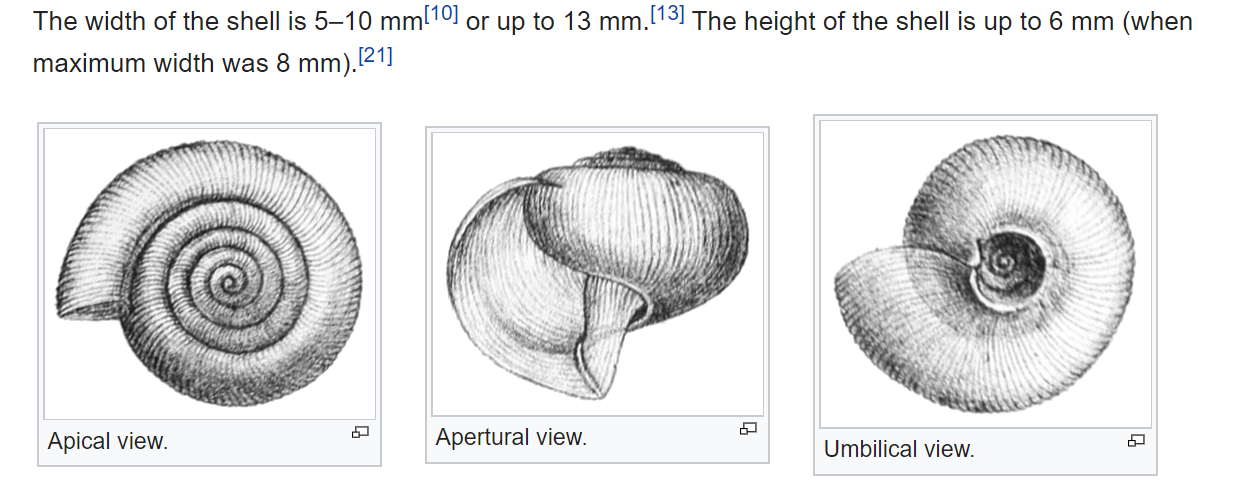 The width of the shell is 5–10 mm[10] or up to 13 mm.[13] The height of the shell is up to 6 mm (when
maximum width was 8 mm).[21]
Apical view.
Apertural view.
Umbilical view.